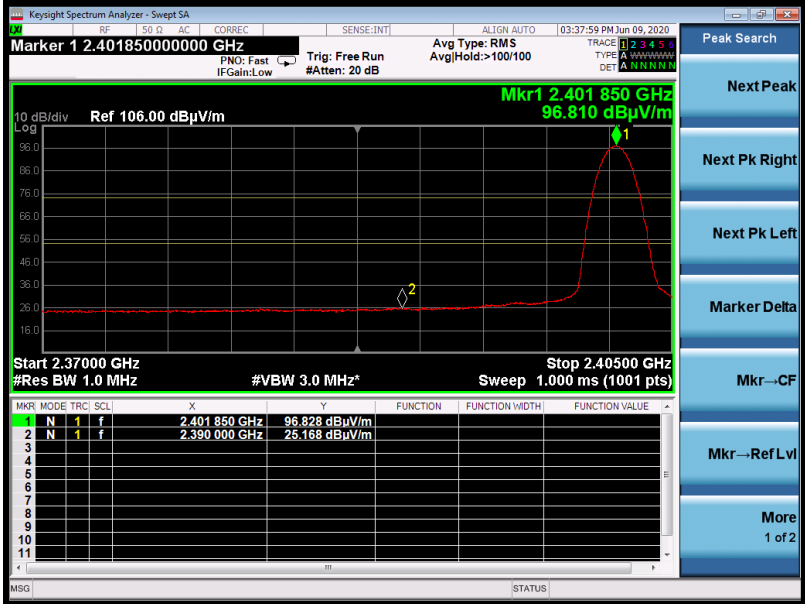 Keysight Spectrum Analyzer - Swept SA
LXI RF 50 Ω AC CORREC SENSE:INT ALIGN AUTO 03:37:59 PM Jun 09, 2020
Marker 1 2.401850000000 GHz
PNO: Fast
IFGain:Low
Trig: Free Run
#Atten: 20 dB
Avg Type: RMS
Avg|Hold:>100/100
TRACE 1 2 3 4 5 6
TYPE A WWWWW
DET A N N N N N
Mkr1 2.401 850 GHz
96.810 dBµV/m
10 dB/div Ref 106.00 dBµV/m
Log
96.0
86.0
76.0
66.0
56.0
46.0
36.0
26.0
16.0
1
2
Start 2.37000 GHz Stop 2.40500 GHz
#Res BW 1.0 MHz #VBW 3.0 MHz* Sweep 1.000 ms (1001 pts)
MKR MODE TRC SCL X Y FUNCTION FUNCTION WIDTH FUNCTION VALUE
1 N 1 f 2.401 850 GHz 96.828 dBµV/m
2 N 1 f 2.390 000 GHz 25.168 dBµV/m
3
4
5
6
7
8
9
10
11
MSG STATUS
Peak Search
Next Peak
Next Pk Right
Next Pk Left
Marker Delta
Mkr→CF
Mkr→Ref Lvl
More
1 of 2